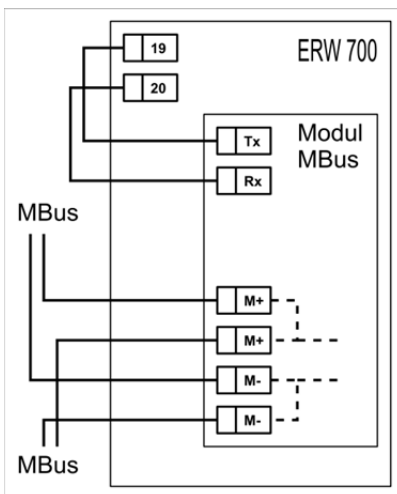 19
ERW 700
20
Modul
MBus
Tx
Rx
MBus
M+
M+
M-
M-
MBus